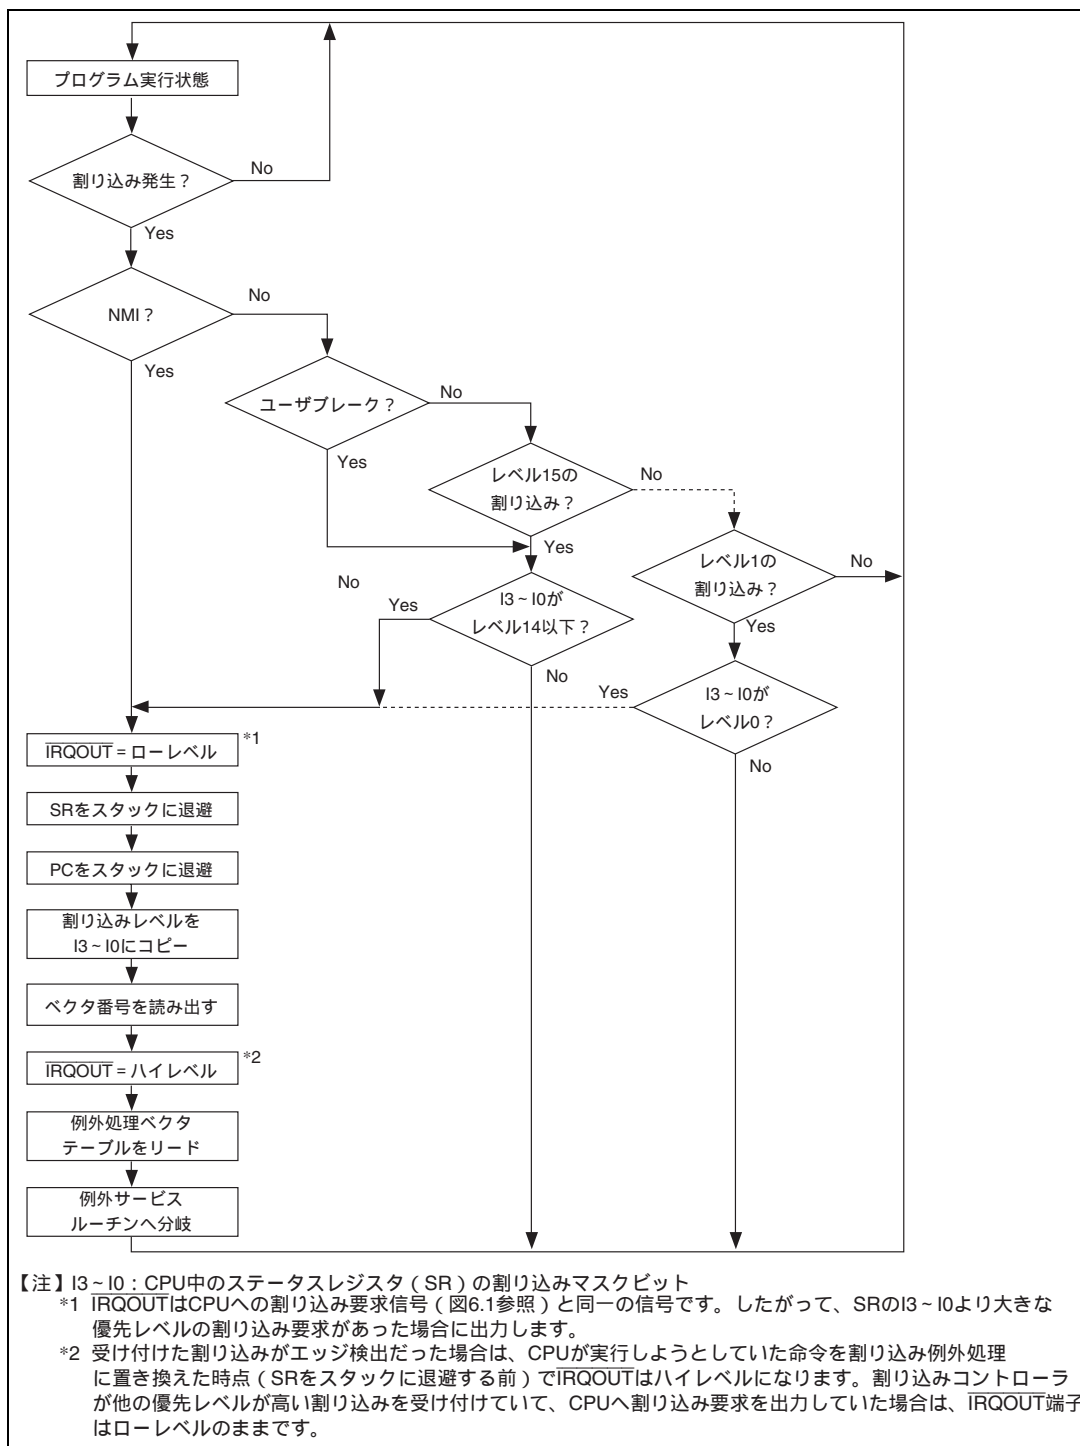 プログラム実行状態
割り込み発生？
No
Yes
NMI？
No
Yes
ユーザブレーク？
No
Yes
レベル15の
割り込み？
No
Yes
レベル1の
割り込み？
No
Yes
No
I3～I0が
レベル14以下？
Yes
No
I3～I0が
レベル0？
Yes
No
IRQOUT = ローレベル *1
SRをスタックに退避
PCをスタックに退避
割り込みレベルを
I3～I0にコピー
ベクタ番号を読み出す
IRQOUT = ハイレベル *2
例外処理ベクタ
テーブルをリード
例外サービス
ルーチンへ分岐
【注】I3～I0：CPU中のステータスレジスタ（SR）の割り込みマスクビット
*1 IRQOUTはCPUへの割り込み要求信号（図6.1参照）と同一の信号です。したがって、SRのI3～I0より大きな
優先レベルの割り込み要求があった場合に出力します。
*2 受け付けた割り込みがエッジ検出だった場合は、CPUが実行しようとしていた命令を割り込み例外処理
に置き換えた時点（SRをスタックに退避する前）でIRQOUTはハイレベルになります。割り込みコントローラ
が他の優先レベルが高い割り込みを受け付けていて、CPUへ割り込み要求を出力していた場合は、IRQOUT端子
はローレベルのままです。